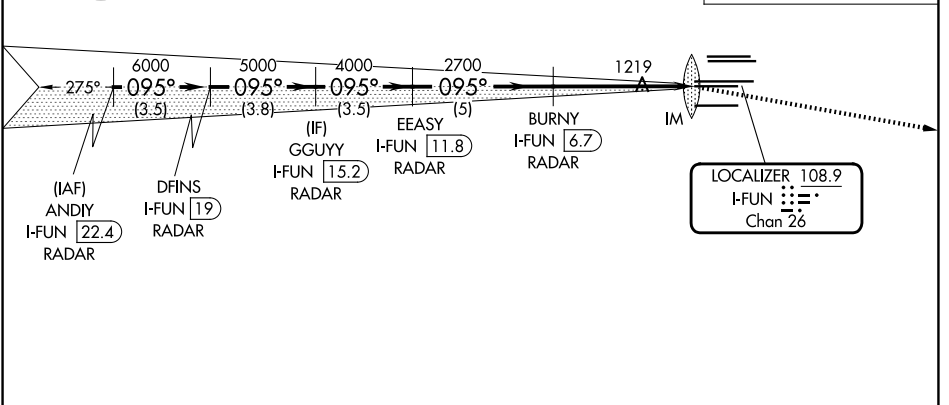 6000 5000 4000 2700 1219
275° 095° 095° 095° 095°
(3.5) (3.8) (3.5) (5)
IM
(IAF)
ANDIY
I-FUN 22.4
RADAR
DFINS
I-FUN 19
RADAR
(IF)
GGUYY
I-FUN 15.2
RADAR
EEASY
I-FUN 11.8
RADAR
BURNY
I-FUN 6.7
RADAR
LOCALIZER 108.9
I-FUN
Chan 26